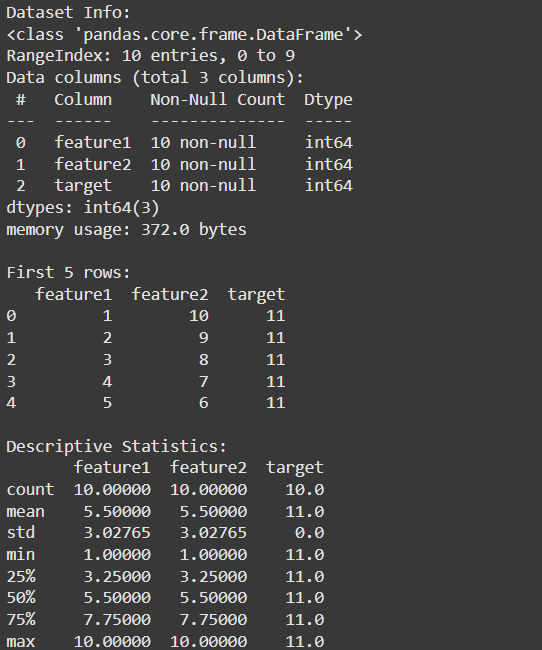 Dataset Info:
<class 'pandas.core.frame.DataFrame'>
RangeIndex: 10 entries, 0 to 9
Data columns (total 3 columns):
 #   Column    Non-Null Count  Dtype
---  ------    --------------  -----
 0   feature1  10 non-null     int64
 1   feature2  10 non-null     int64
 2   target    10 non-null     int64
dtypes: int64(3)
memory usage: 372.0 bytes

First 5 rows:
   feature1  feature2  target
0         1        10      11
1         2         9      11
2         3         8      11
3         4         7      11
4         5         6      11

Descriptive Statistics:
       feature1  feature2  target
count  10.00000  10.00000    10.0
mean    5.50000   5.50000    11.0
std     3.02765   3.02765     0.0
min     1.00000   1.00000    11.0
25%     3.25000   3.25000    11.0
50%     5.50000   5.50000    11.0
75%     7.75000   7.75000    11.0
max    10.00000  10.00000    11.0